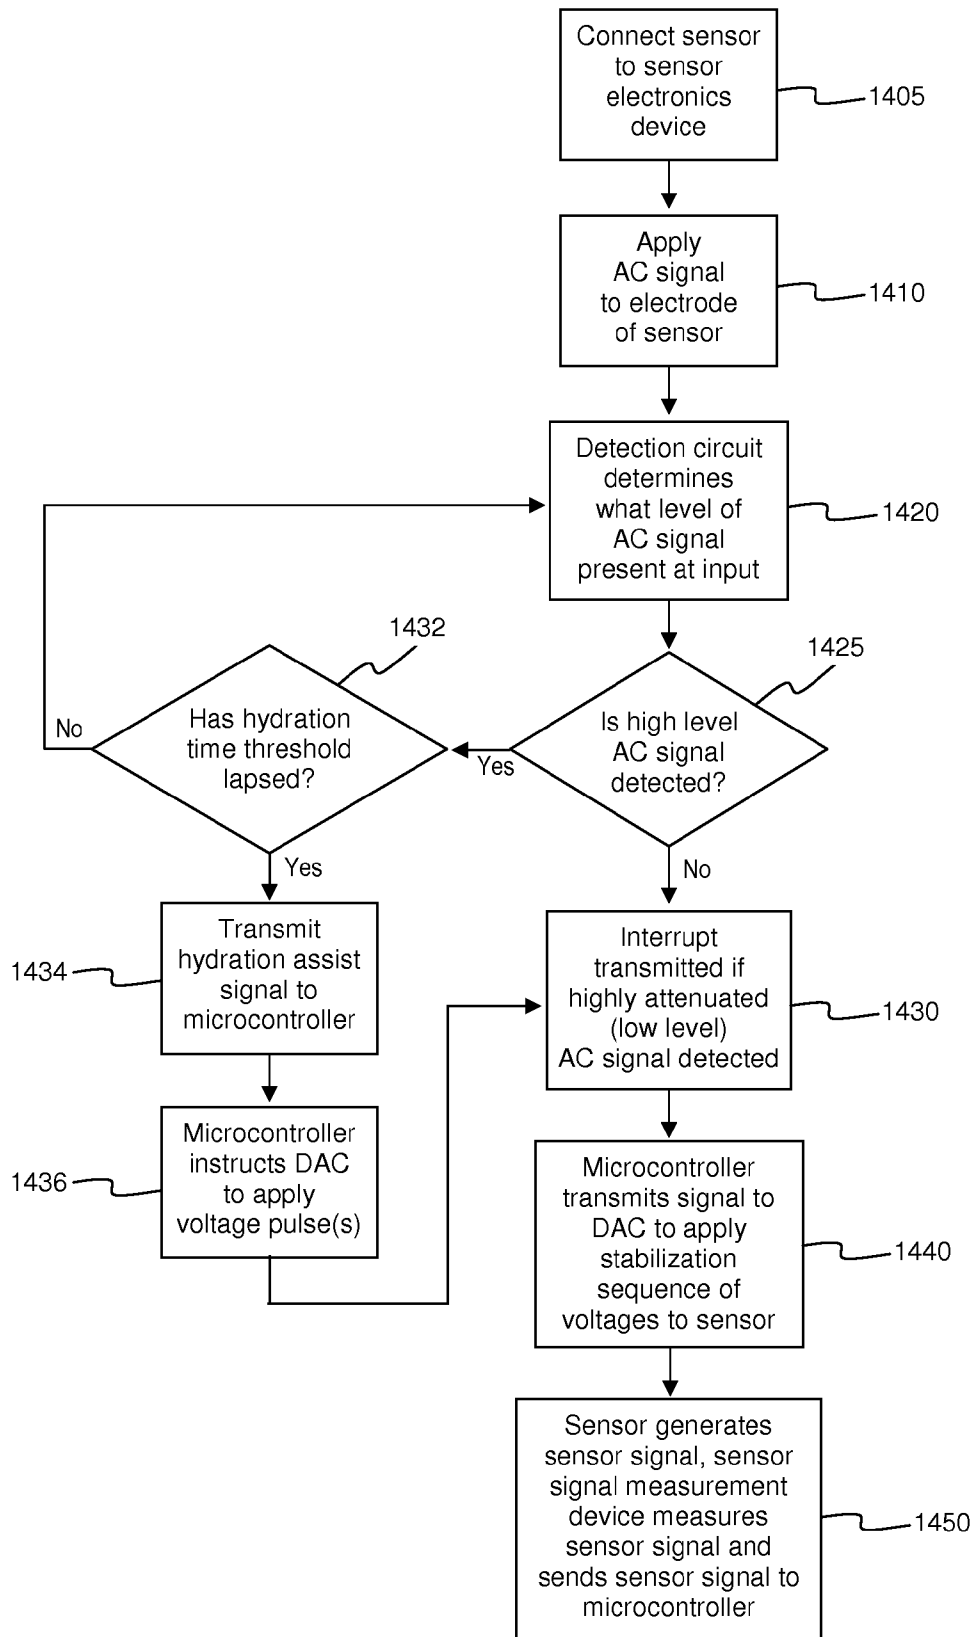 Connect sensor
to sensor
electronics
device
1405
Apply
AC signal
to electrode
of sensor
1410
Detection circuit
determines
what level of
AC signal
present at input
1420
1432
1425
Has hydration
time threshold
lapsed?
No
Is high level
AC signal
detected?
Yes
Yes
No
Transmit
hydration assist
signal to
microcontroller
1434
Interrupt
transmitted if
highly attenuated
(low level)
AC signal detected
1430
Microcontroller
instructs DAC
to apply
voltage pulse(s)
1436
Microcontroller
transmits signal to
DAC to apply
stabilization
sequence of
voltages to sensor
1440
Sensor generates
sensor signal, sensor
signal measurement
device measures
sensor signal and
sends sensor signal to
microcontroller
1450